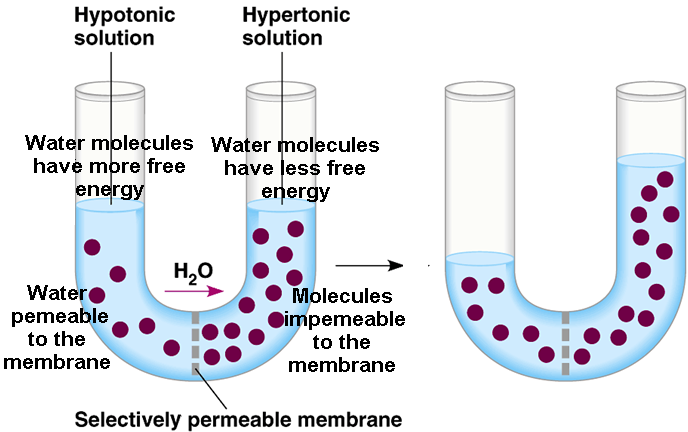 Hypotonic
solution
Hypertonic
solution
Water molecules
have more free
energy
Water molecules
have less free
energy
H₂O
Water
permeable
to the
membrane
Molecules
impermeable
to the
membrane
Selectively permeable membrane